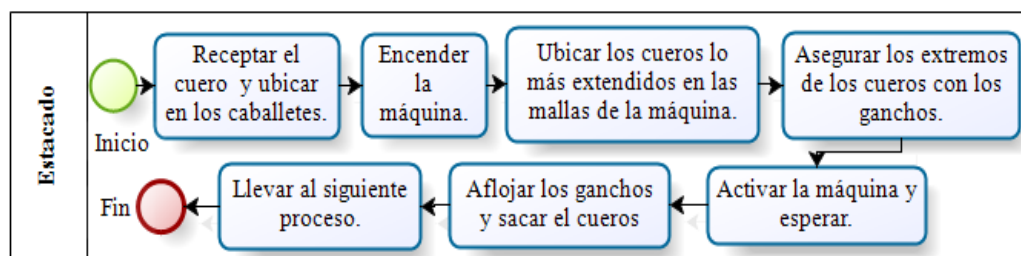 Estacado
Inicio
Receptar el
cuero y ubicar
en los caballetes.
Encender
la
máquina.
Ubicar los cueros lo
más extendidos en las
mallas de la máquina.
Asegurar los extremos
de los cueros con los
ganchos.
Activar la máquina y
esperar.
Aflojar los ganchos
y sacar el cueros
Llevar al siguiente
proceso.
Fin